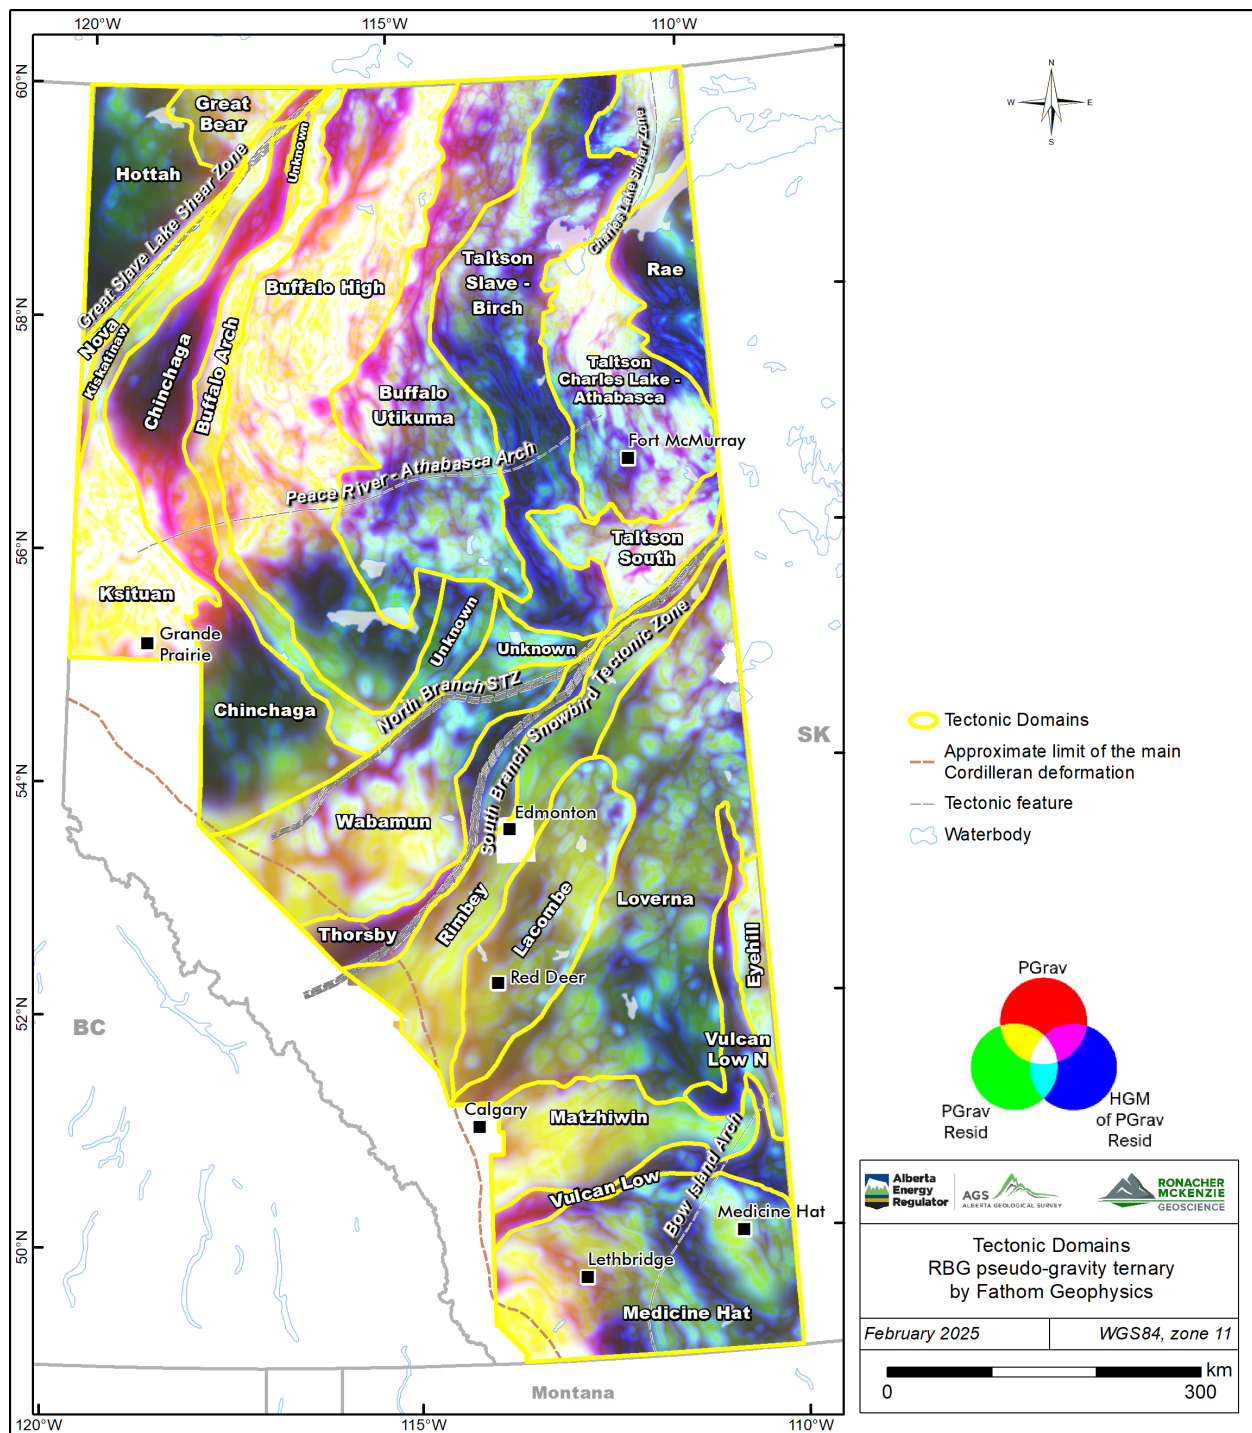 120°W
115°W
110°W
60°N
58°N
56°N
54°N
52°N
50°N
120°W
115°W
110°W
N
W
E
S
Great
Bear
Hottah
Great Slave Lake Shear Zone
Unknown
Charles Lake Shear Zone
Taltson
Slave -
Birch
Rae
Buffalo High
Nova
Kiskatinaw
Chinchaga
Buffalo Arch
Taltson
Charles Lake -
Athabasca
Buffalo
Utikuma
Fort McMurray
Peace River - Athabasca Arch
Taltson
South
Ksituan
Grande
Prairie
Unknown
Unknown
North Branch STZ
South Branch Snowbird Tectonic Zone
Chinchaga
Wabamun
Edmonton
Thorsby
Rimbey
Lacombe
Loverna
Eyehill
Red Deer
Vulcan
Low N
Calgary
Matzhiwin
Bow Island Arch
Vulcan Low
Medicine Hat
Lethbridge
Medicine Hat
BC
SK
Montana
Tectonic Domains
Approximate limit of the main
Cordilleran deformation
Tectonic feature
Waterbody
PGrav
PGrav
Resid
HGM
of PGrav
Resid
Alberta
Energy
Regulator
AGS
ALBERTA GEOLOGICAL SURVEY
RONACHER
MCKENZIE
GEOSCIENCE
Tectonic Domains
RBG pseudo-gravity ternary
by Fathom Geophysics
February 2025
WGS84, zone 11
km
0
300